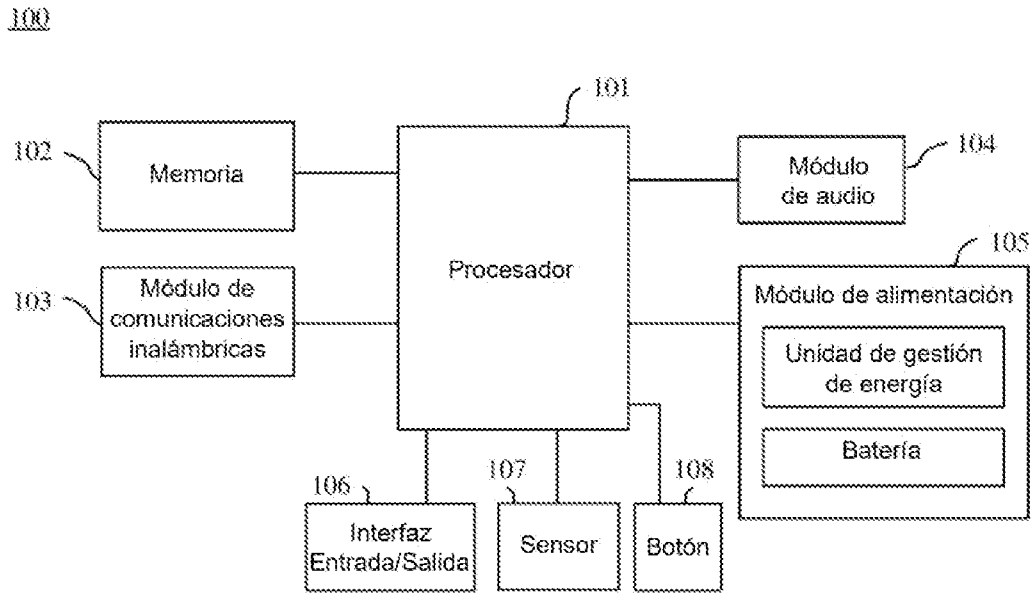 100
101
102
Memoria
Módulo
de audio
104
Procesador
103
Módulo de
comunicaciones
inalámbricas
105
Módulo de alimentación
Unidad de gestión
de energía
Batería
106
Interfaz
Entrada/Salida
107
Sensor
108
Botón